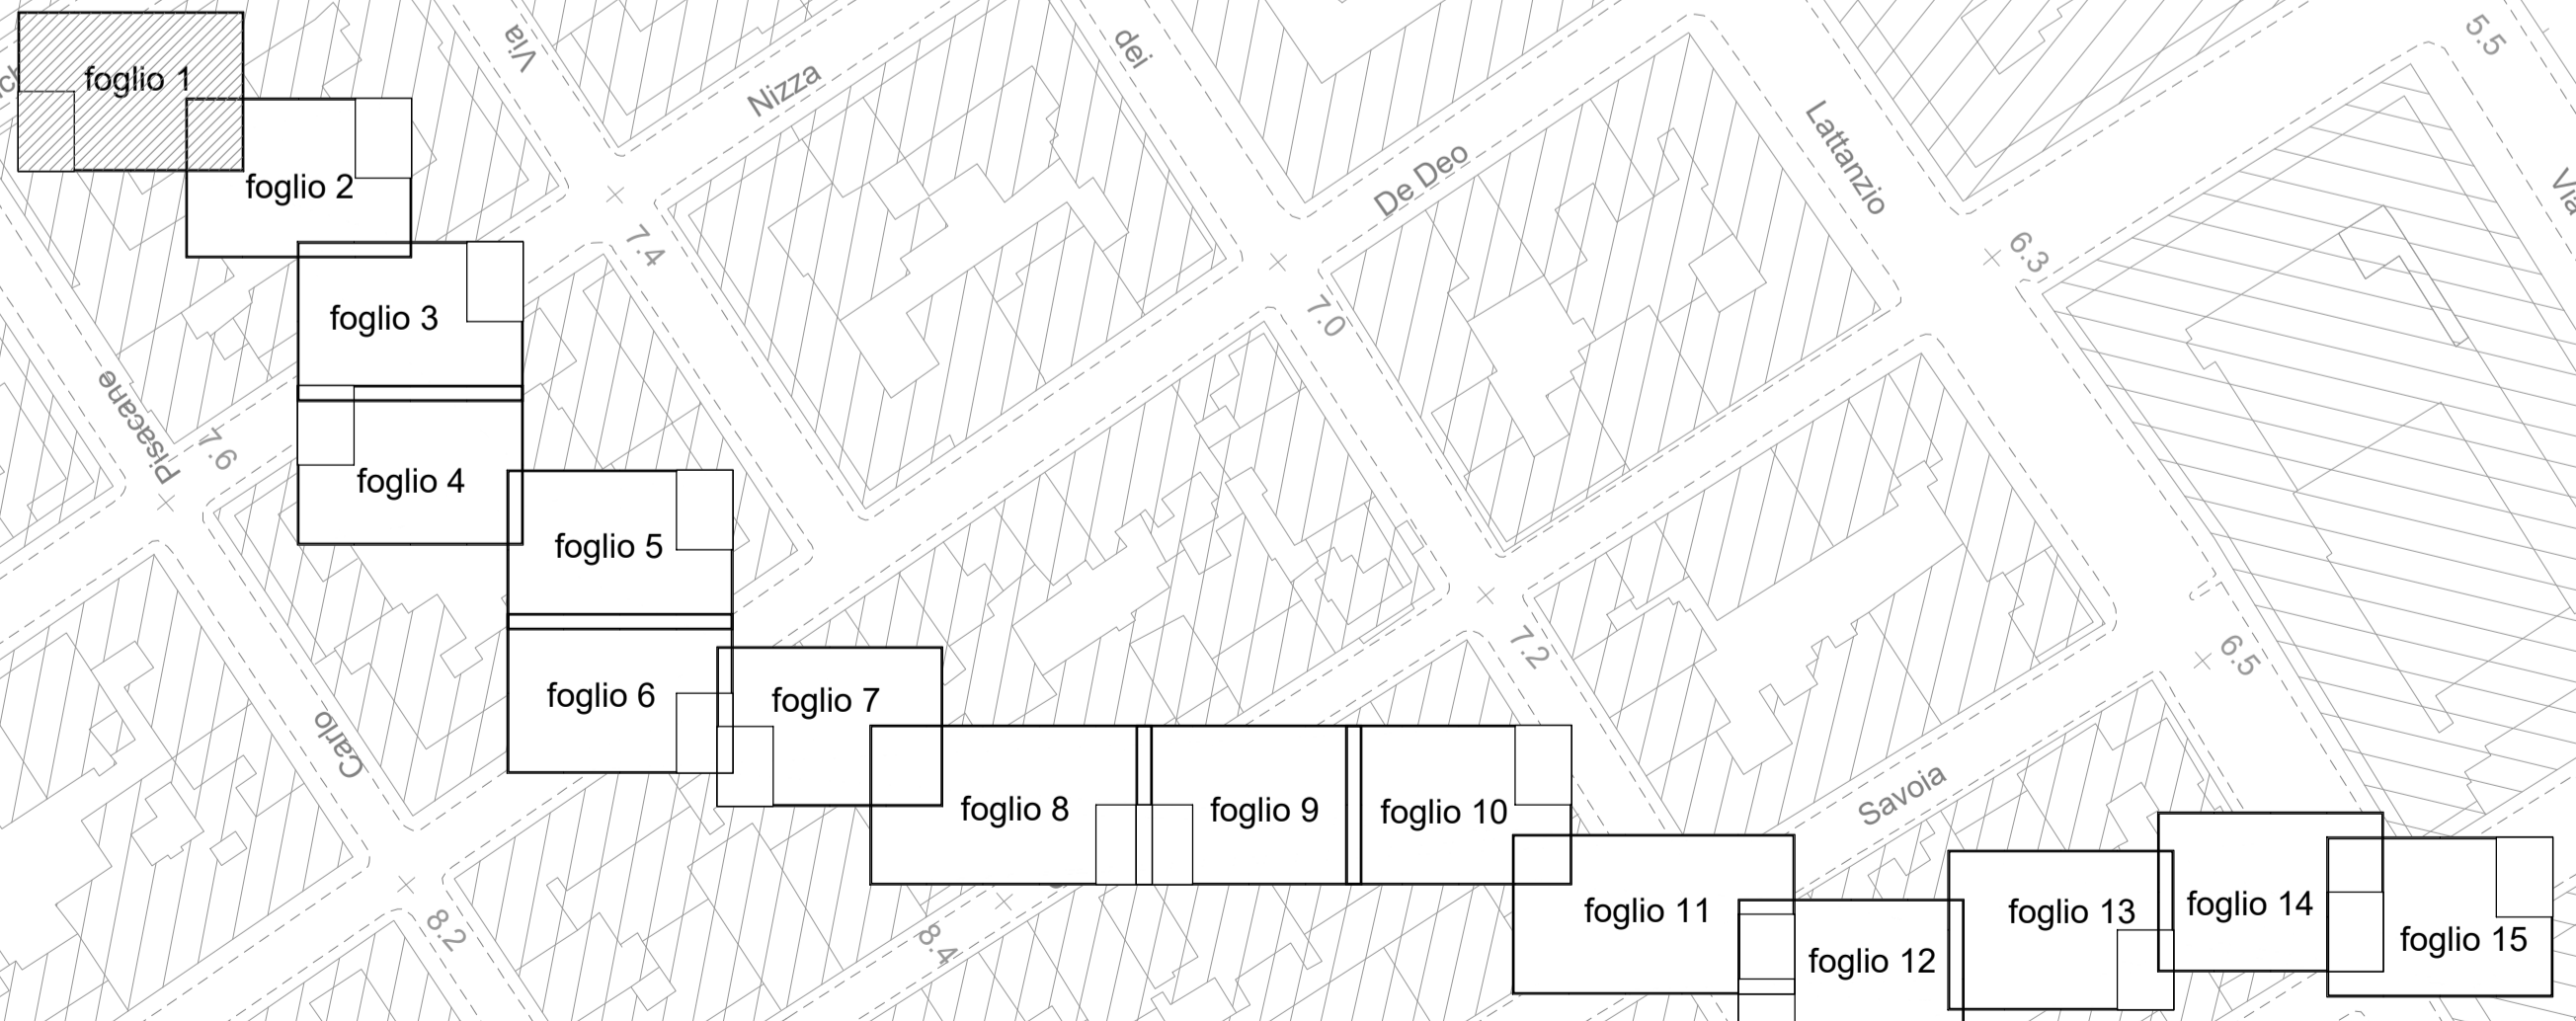 foglio 1
foglio 2
foglio 3
foglio 4
foglio 5
foglio 6
foglio 7
foglio 8
foglio 9
foglio 10
foglio 11
foglio 12
foglio 13
foglio 14
foglio 15
Via
Nizza
dei
De Deo
Lattanzio
5.5
Via
7.4
7.0
6.3
Pisacane
7.6
7.2
6.5
Carlo
Savoia
8.2
8.4